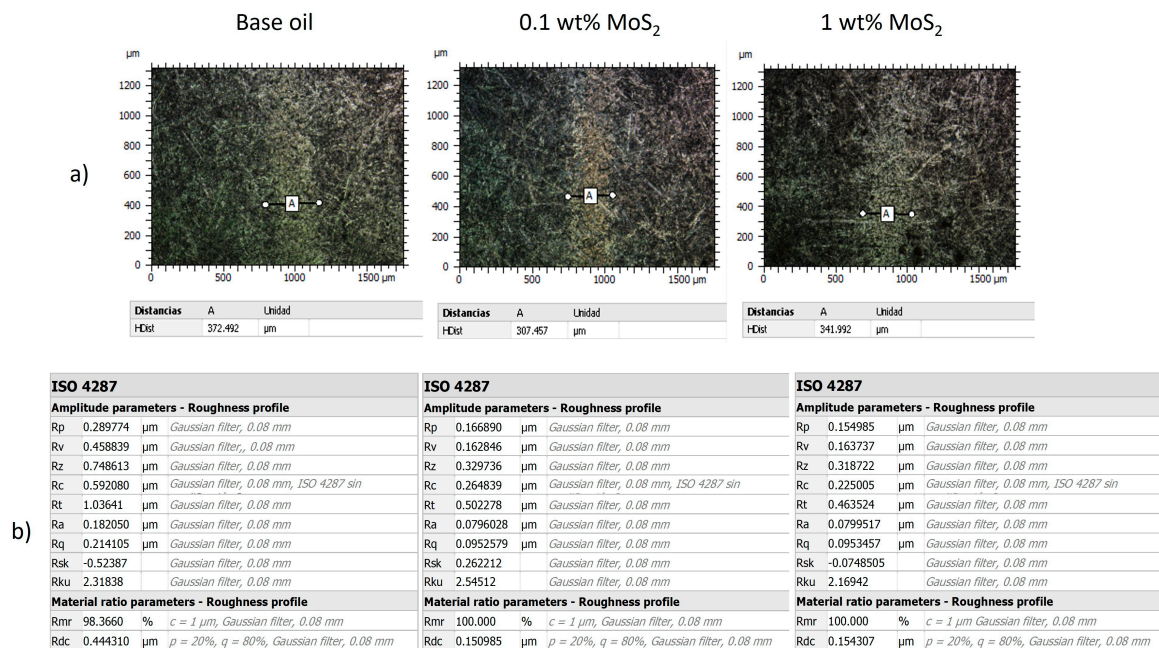 Base oil 0.1 wt% MoS₂ 1 wt% MoS₂
a)
µm µm µm
1200 1200 1200
1000 1000 1000
800 800 800
600 600 600
400 400 400
200 200 200
0 0 0
A A A
0 500 1000 1500 µm 0 500 1000 1500 µm 0 500 1000 1500 µm
Distancias A Unidad Distancias A Unidad Distancias A Unidad
HDist 372.492 µm HDist 307.457 µm HDist 341.992 µm
b)
ISO 4287 ISO 4287 ISO 4287
Amplitude parameters - Roughness profile Amplitude parameters - Roughness profile Amplitude parameters - Roughness profile
Rp 0.289774 µm Gaussian filter, 0.08 mm Rp 0.166890 µm Gaussian filter, 0.08 mm Rp 0.154985 µm Gaussian filter, 0.08 mm
Rv 0.458839 µm Gaussian filter,, 0.08 mm Rv 0.162846 µm Gaussian filter, 0.08 mm Rv 0.163737 µm Gaussian filter, 0.08 mm
Rz 0.748613 µm Gaussian filter, 0.08 mm Rz 0.329736 µm Gaussian filter, 0.08 mm Rz 0.318722 µm Gaussian filter, 0.08 mm
Rc 0.592080 µm Gaussian filter, 0.08 mm, ISO 4287 sin Rc 0.264839 µm Gaussian filter, 0.08 mm, ISO 4287 sin Rc 0.225005 µm Gaussian filter, 0.08 mm, ISO 4287 sin
Rt 1.03641 µm Gaussian filter, 0.08 mm Rt 0.502278 µm Gaussian filter, 0.08 mm Rt 0.463524 µm Gaussian filter, 0.08 mm
Ra 0.182050 µm Gaussian filter, 0.08 mm Ra 0.0796028 µm Gaussian filter, 0.08 mm Ra 0.0799517 µm Gaussian filter, 0.08 mm
Rq 0.214105 µm Gaussian filter, 0.08 mm Rq 0.0952579 µm Gaussian filter, 0.08 mm Rq 0.0953457 µm Gaussian filter, 0.08 mm
Rsk -0.52387 Gaussian filter, 0.08 mm Rsk 0.262212 Gaussian filter, 0.08 mm Rsk -0.0748505 Gaussian filter, 0.08 mm
Rku 2.31838 Gaussian filter, 0.08 mm Rku 2.54512 Gaussian filter, 0.08 mm Rku 2.16942 Gaussian filter, 0.08 mm
Material ratio parameters - Roughness profile Material ratio parameters - Roughness profile Material ratio parameters - Roughness profile
Rmr 98.3660 % c = 1 µm, Gaussian filter, 0.08 mm Rmr 100.000 % c = 1 µm, Gaussian filter, 0.08 mm Rmr 100.000 % c = 1 µm Gaussian filter, 0.08 mm
Rdc 0.444310 µm p = 20%, q = 80%, Gaussian filter, 0.08 mm Rdc 0.150985 µm p = 20%, q = 80%, Gaussian filter, 0.08 mm Rdc 0.154307 µm p = 20%, q = 80%, Gaussian filter, 0.08 mm